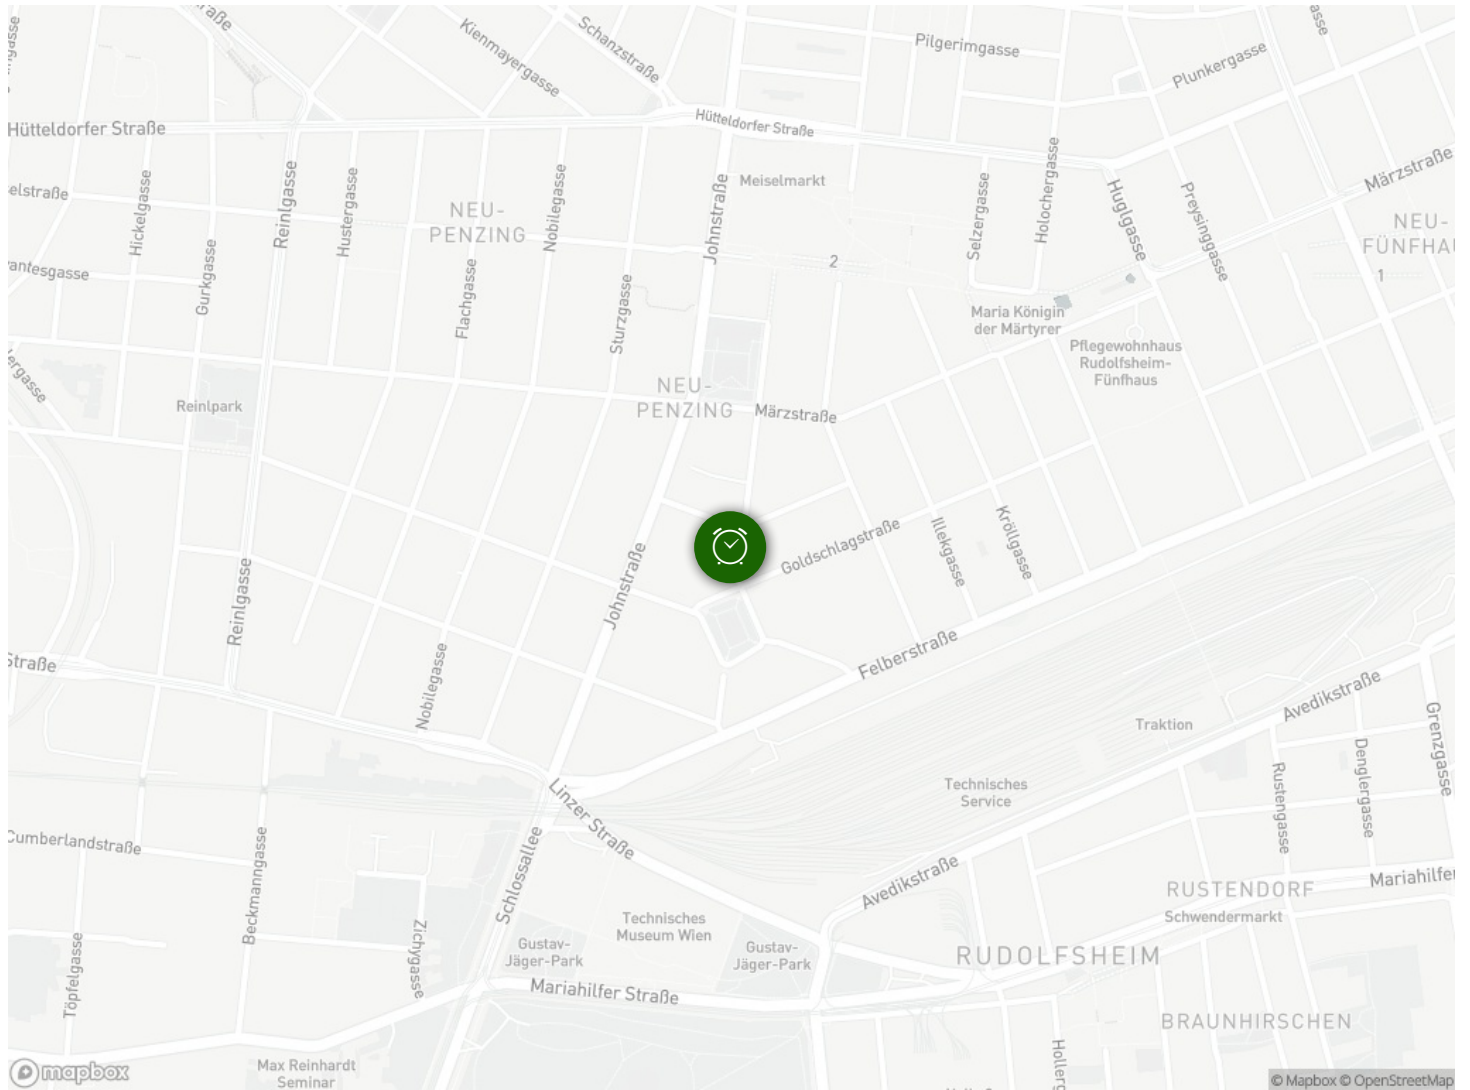 Schanzstraße
Kienmayergasse
Pilgerimgasse
Plunkergasse
Hütteldorfer Straße
Hütteldorfer Straße
Märzstraße
Meiselmarkt
Hickelgasse
Reinlgasse
Hustergasse
NEU-
PENZING
Nobilegasse
Johnstraße
Selzergasse
Holochergasse
Huglgasse
Preysinggasse
NEU-
Gurkgasse
Flachgasse
Sturzgasse
2
1
Maria Königin
der Märtyrer
Pflegewohnhaus
Rudolfsheim-
Fünfhaus
Reinlpark
NEU-
PENZING
Märzstraße
Goldschlagstraße
Illekgasse
Kröllgasse
Reinlgasse
Johnstraße
Nobilegasse
Felberstraße
Straße
Avedikstraße
Traktion
Grenzgasse
Denglergasse
Rustengasse
Technisches
Service
Linzer Straße
Cumberlandstraße
Beckmanngasse
Schlossallee
Avedikstraße
RUSTENDORF
Mariahilfer
Schwendermarkt
Technisches
Museum Wien
Gustav-
Jäger-Park
Gustav-
Jäger-Park
Zichygasse
Töpfelgasse
RUDOLFSHEIM
Mariahilfer Straße
BRAUNHIRSCHEN
Max Reinhardt
Seminar
mapbox
© Mapbox © OpenStreetMap